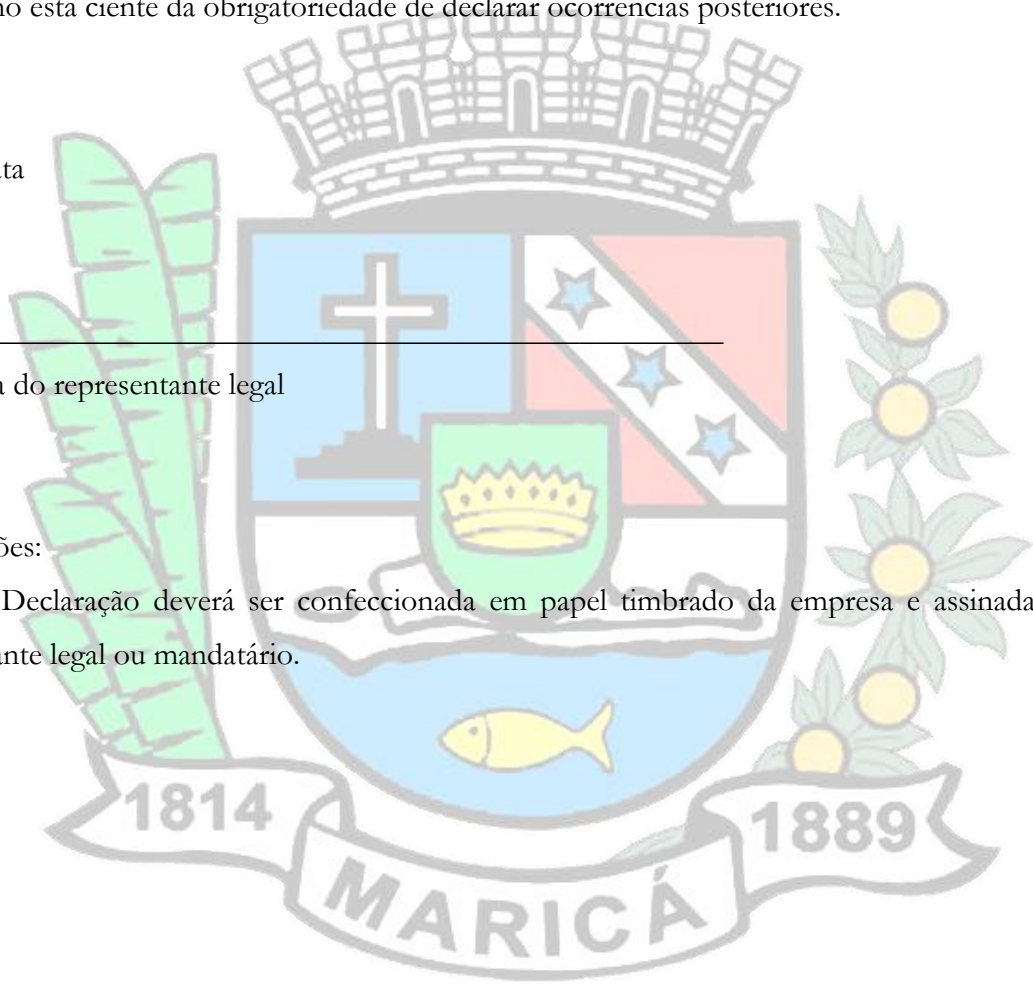 no está ciente da obrigatoriedade de declarar ocorrências posteriores.
ta
a do representante legal
ões:
Declaração deverá ser confeccionada em papel timbrado da empresa e assinada
ante legal ou mandatário.
1814
1889
MARICÁ